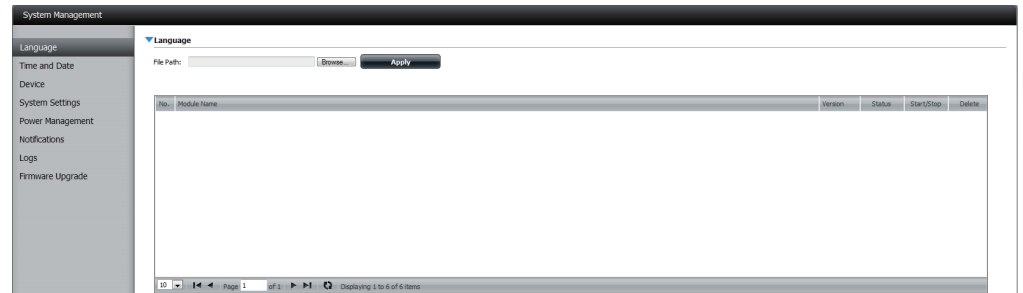 System Management
Language
Time and Date
Device
System Settings
Power Management
Notifications
Logs
Firmware Upgrade
Language
File Path: Browse... Apply
No. Module Name Version Status Start/Stop Delete
10 Page 1 of 1 Displaying 1 to 6 of 6 items